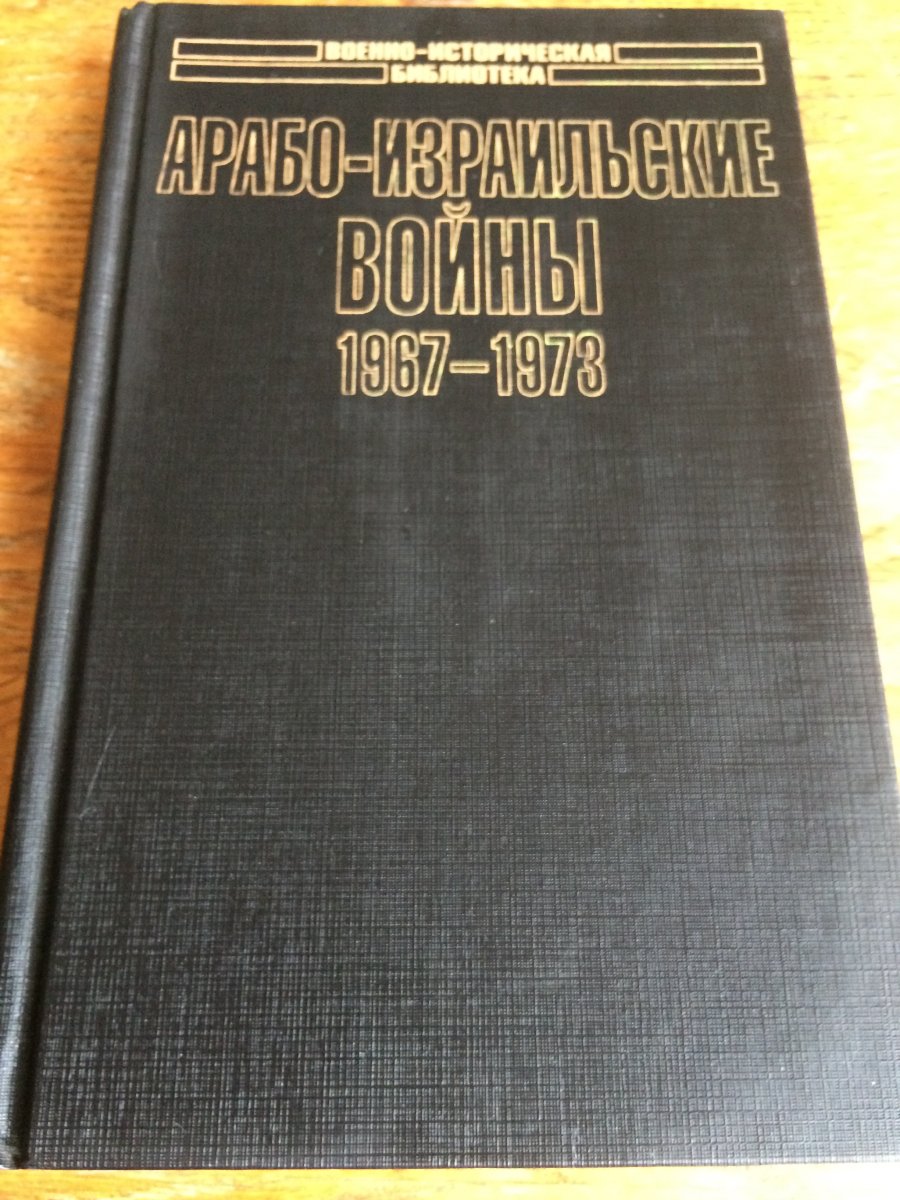 ВОЕННО-ИСТОРИЧЕСКАЯ
БИБЛИОТЕКА
АРАБО-ИЗРАИЛЬСКИЕ
ВОЙНЫ
1967-1973